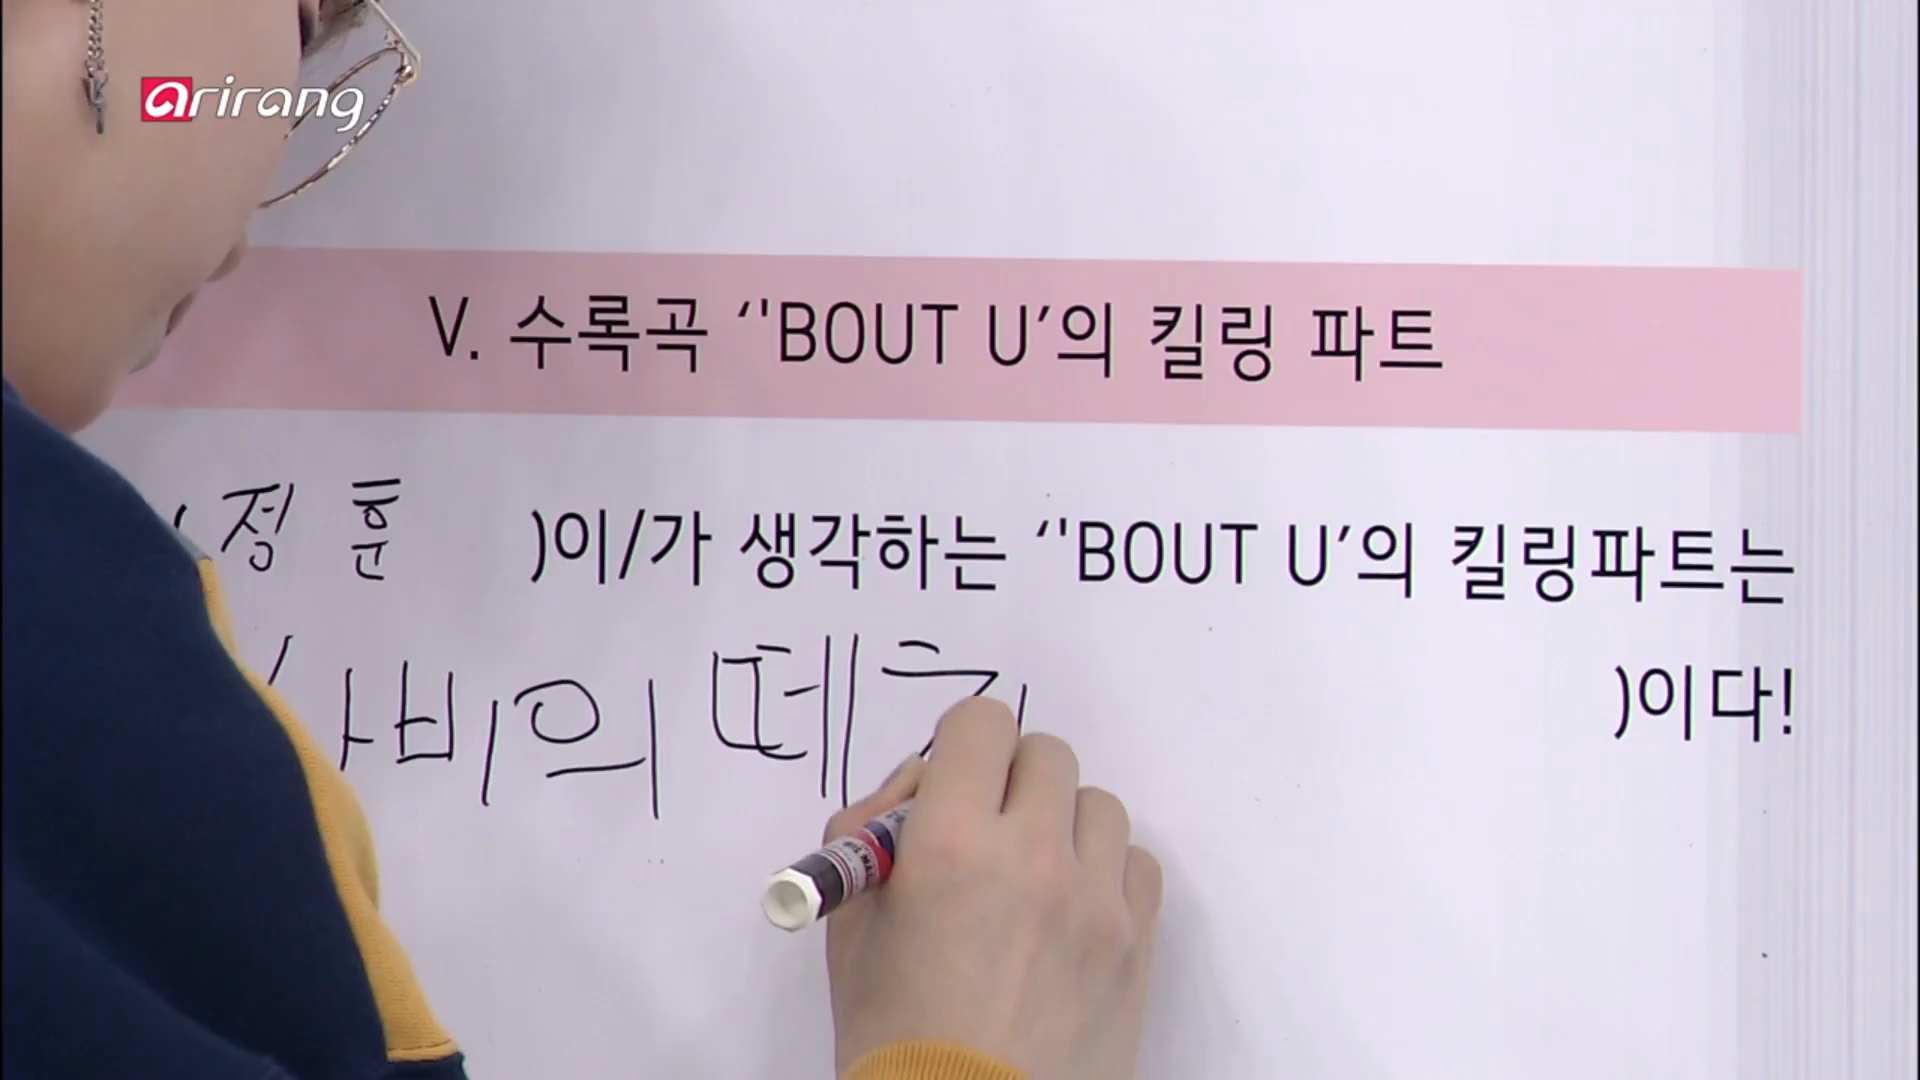 arirang
V. 수록곡 ‘'BOUT U’의 킬링 파트
( 정훈 )이/가 생각하는 ‘'BOUT U’의 킬링파트는
비의 떼 )이다!